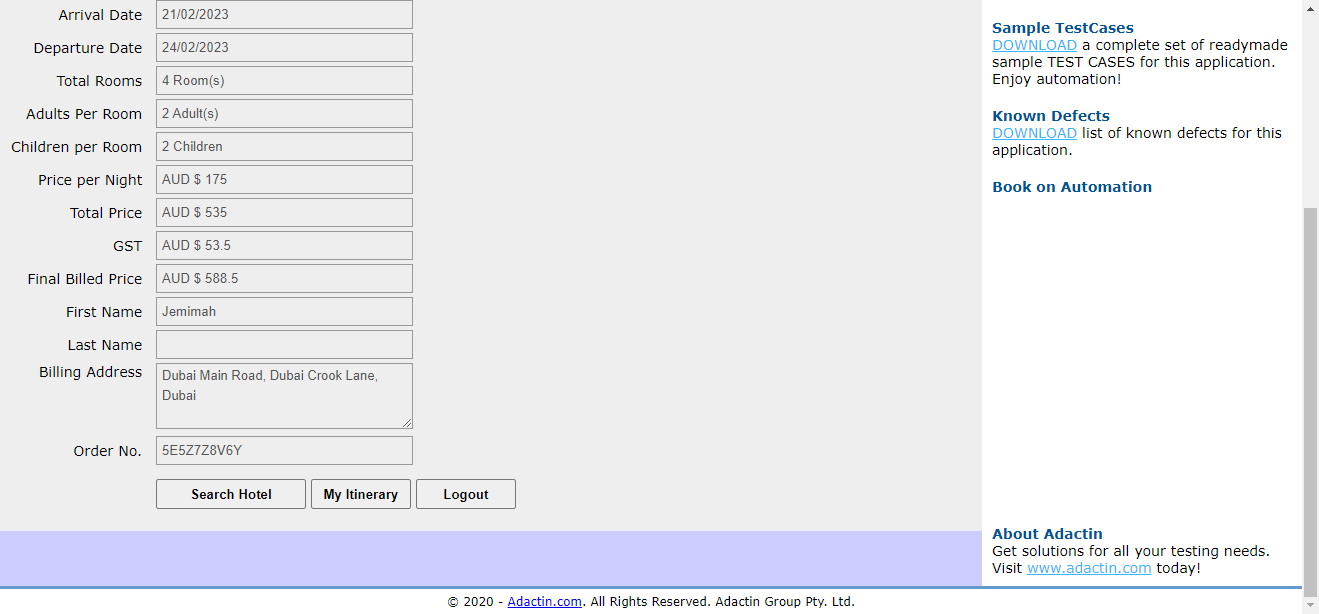 Arrival Date 21/02/2023
Departure Date 24/02/2023
Total Rooms 4 Room(s)
Adults Per Room 2 Adult(s)
Children per Room 2 Children
Price per Night AUD $ 175
Total Price AUD $ 535
GST AUD $ 53.5
Final Billed Price AUD $ 588.5
First Name Jemimah
Last Name
Billing Address Dubai Main Road, Dubai Crook Lane,
Dubai
Order No. 5E5Z7Z8V6Y
Search Hotel My Itinerary Logout
Sample TestCases
DOWNLOAD a complete set of readymade
sample TEST CASES for this application.
Enjoy automation!
Known Defects
DOWNLOAD list of known defects for this
application.
Book on Automation
About Adactin
Get solutions for all your testing needs.
Visit www.adactin.com today!
© 2020 - Adactin.com. All Rights Reserved. Adactin Group Pty. Ltd.